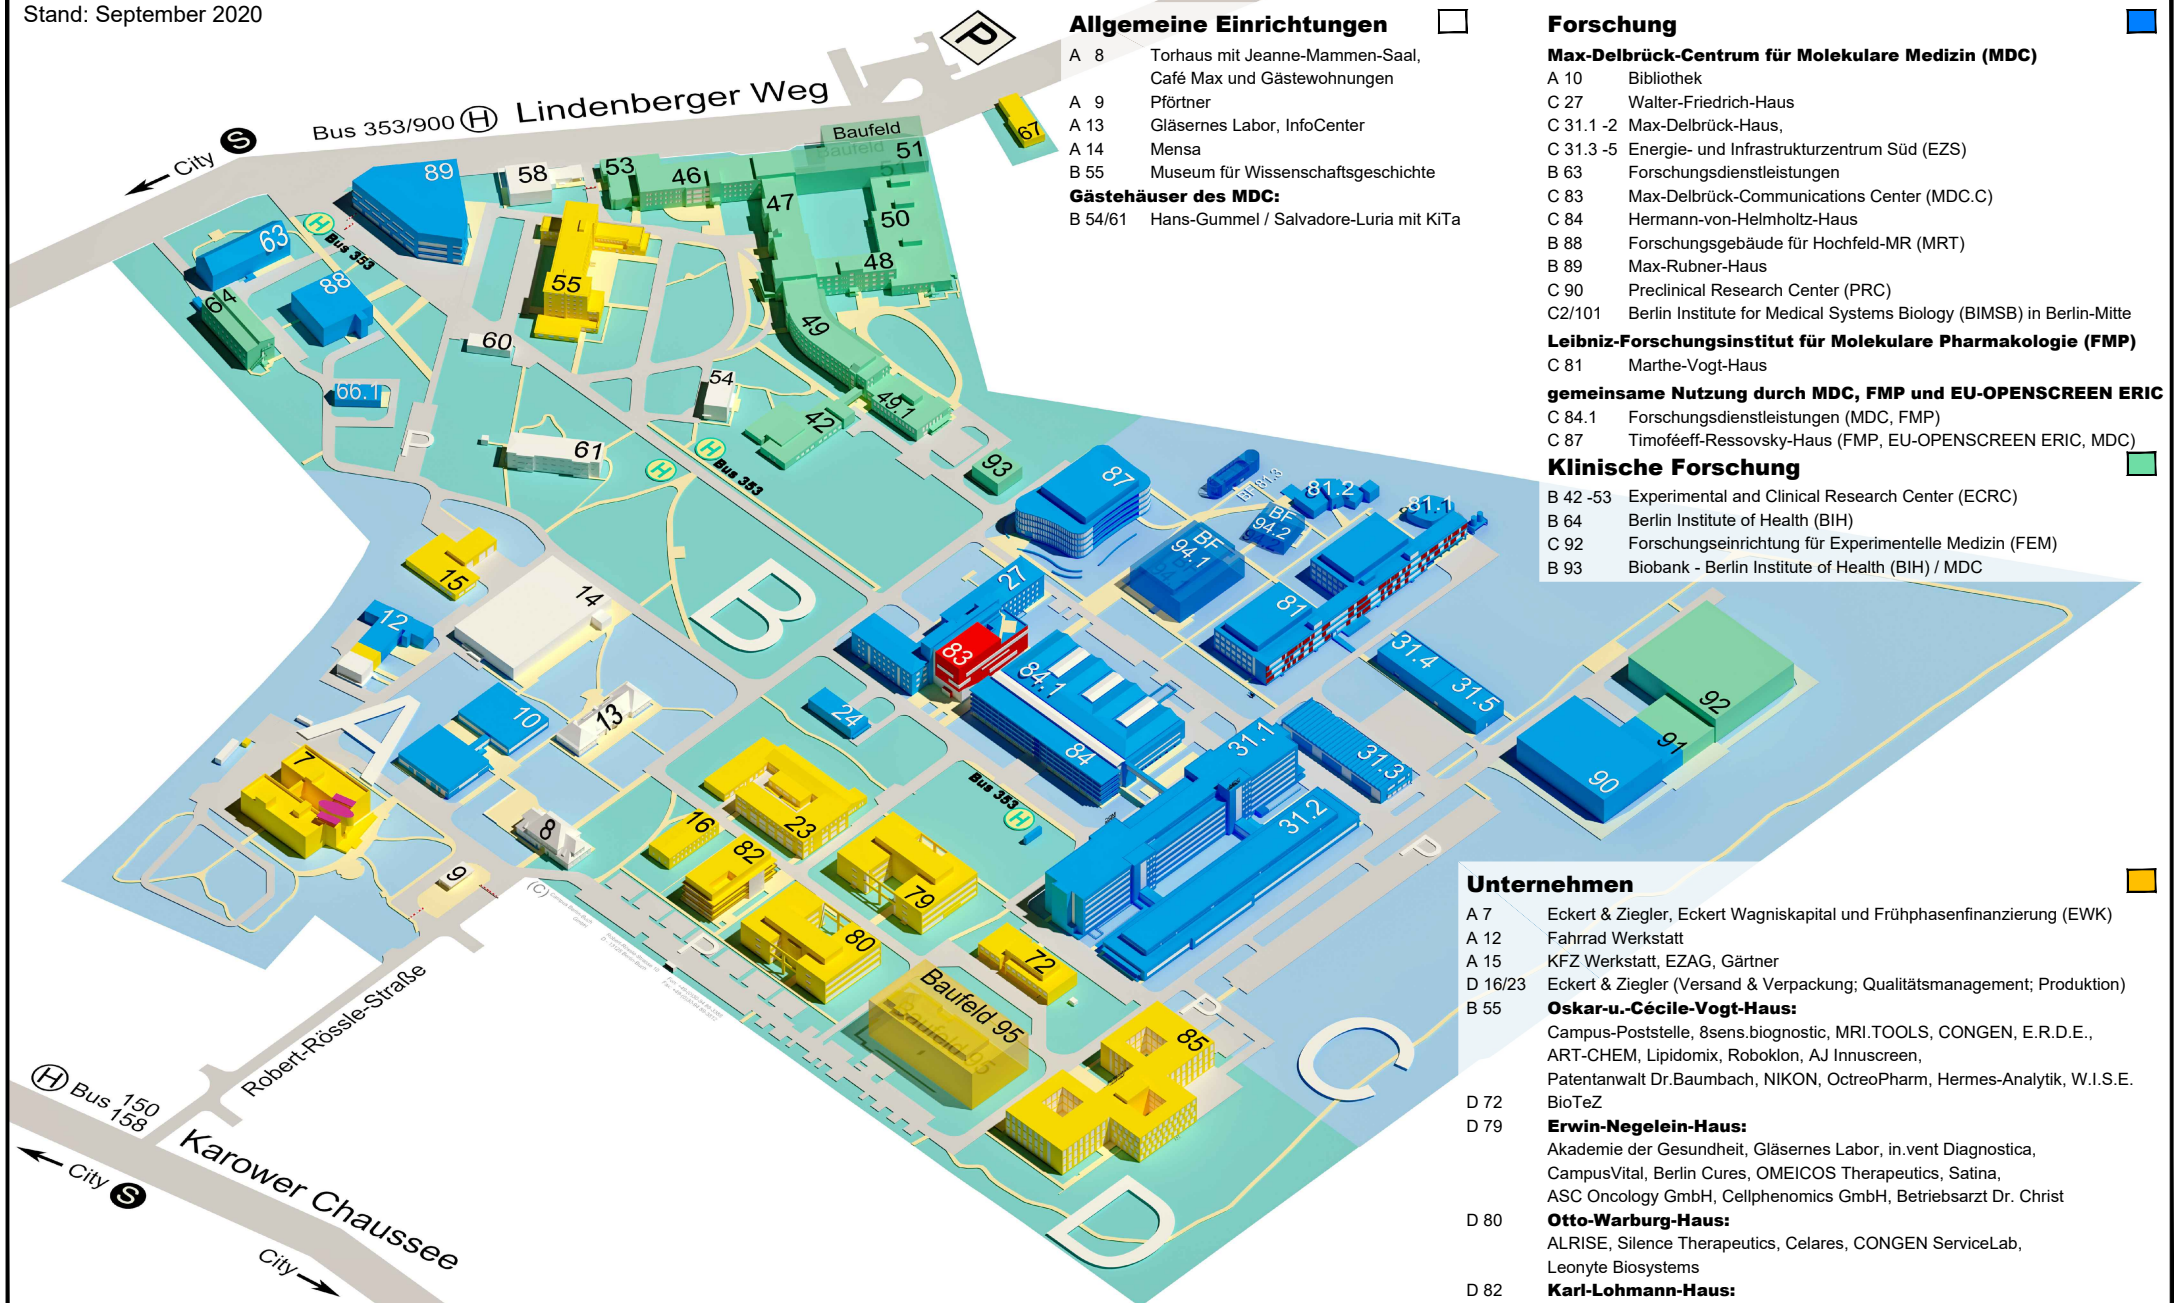 Stand: September 2020
P
Bus 353/900 H Lindenberger Weg
City S
Baufeld
Allgemeine Einrichtungen
A 8 Torhaus mit Jeanne-Mammen-Saal,
Café Max und Gästewohnungen
A 9 Pförtner
A 13 Gläsernes Labor, InfoCenter
A 14 Mensa
B 55 Museum für Wissenschaftsgeschichte
Gästehäuser des MDC:
B 54/61 Hans-Gummel / Salvadore-Luria mit KiTa
Forschung
Max-Delbrück-Centrum für Molekulare Medizin (MDC)
A 10 Bibliothek
C 27 Walter-Friedrich-Haus
C 31.1 -2 Max-Delbrück-Haus,
C 31.3 -5 Energie- und Infrastrukturzentrum Süd (EZS)
B 63 Forschungsdienstleistungen
C 83 Max-Delbrück-Communications Center (MDC.C)
C 84 Hermann-von-Helmholtz-Haus
B 88 Forschungsgebäude für Hochfeld-MR (MRT)
B 89 Max-Rubner-Haus
C 90 Preclinical Research Center (PRC)
C2/101 Berlin Institute for Medical Systems Biology (BIMSB) in Berlin-Mitte
Leibniz-Forschungsinstitut für Molekulare Pharmakologie (FMP)
C 81 Marthe-Vogt-Haus
gemeinsame Nutzung durch MDC, FMP und EU-OPENSCREEN ERIC
C 84.1 Forschungsdienstleistungen (MDC, FMP)
C 87 Timoféeff-Ressovsky-Haus (FMP, EU-OPENSCREEN ERIC, MDC)
Klinische Forschung
B 42 -53 Experimental and Clinical Research Center (ECRC)
B 64 Berlin Institute of Health (BIH)
C 92 Forschungseinrichtung für Experimentelle Medizin (FEM)
B 93 Biobank - Berlin Institute of Health (BIH) / MDC
67
51
89
58
53
46
47
50
48
63
H Bus 353
88
64
55
49
60
54
49.1
42
66.1
P
61
H
H Bus 353
93
87
BF 81.3
81.2
81.1
BF 94.2
BF 94.1
15
14
B
27
81
12
83
84.1
31.4
31.5
92
91
90
A
10
13
24
84
31.1
31.3
31.2
7
Bus 353
H
8
16
23
82
79
P
9
80
72
P
Baufeld 95
P
85
C
D
Robert-Rössle-Straße
H Bus 150
158
Karower Chaussee
City S
City
Unternehmen
A 7 Eckert & Ziegler, Eckert Wagniskapital und Frühphasenfinanzierung (EWK)
A 12 Fahrrad Werkstatt
A 15 KFZ Werkstatt, EZAG, Gärtner
D 16/23 Eckert & Ziegler (Versand & Verpackung; Qualitätsmanagement; Produktion)
B 55 Oskar-u.-Cécile-Vogt-Haus:
Campus-Poststelle, 8sens.biognostic, MRI.TOOLS, CONGEN, E.R.D.E.,
ART-CHEM, Lipidomix, Roboklon, AJ Innuscreen,
Patentanwalt Dr.Baumbach, NIKON, OctreoPharm, Hermes-Analytik, W.I.S.E.
D 72 BioTeZ
D 79 Erwin-Negelein-Haus:
Akademie der Gesundheit, Gläsernes Labor, in.vent Diagnostica,
CampusVital, Berlin Cures, OMEICOS Therapeutics, Satina,
ASC Oncology GmbH, Cellphenomics GmbH, Betriebsarzt Dr. Christ
D 80 Otto-Warburg-Haus:
ALRISE, Silence Therapeutics, Celares, CONGEN ServiceLab,
Leonyte Biosystems
D 82 Karl-Lohmann-Haus: